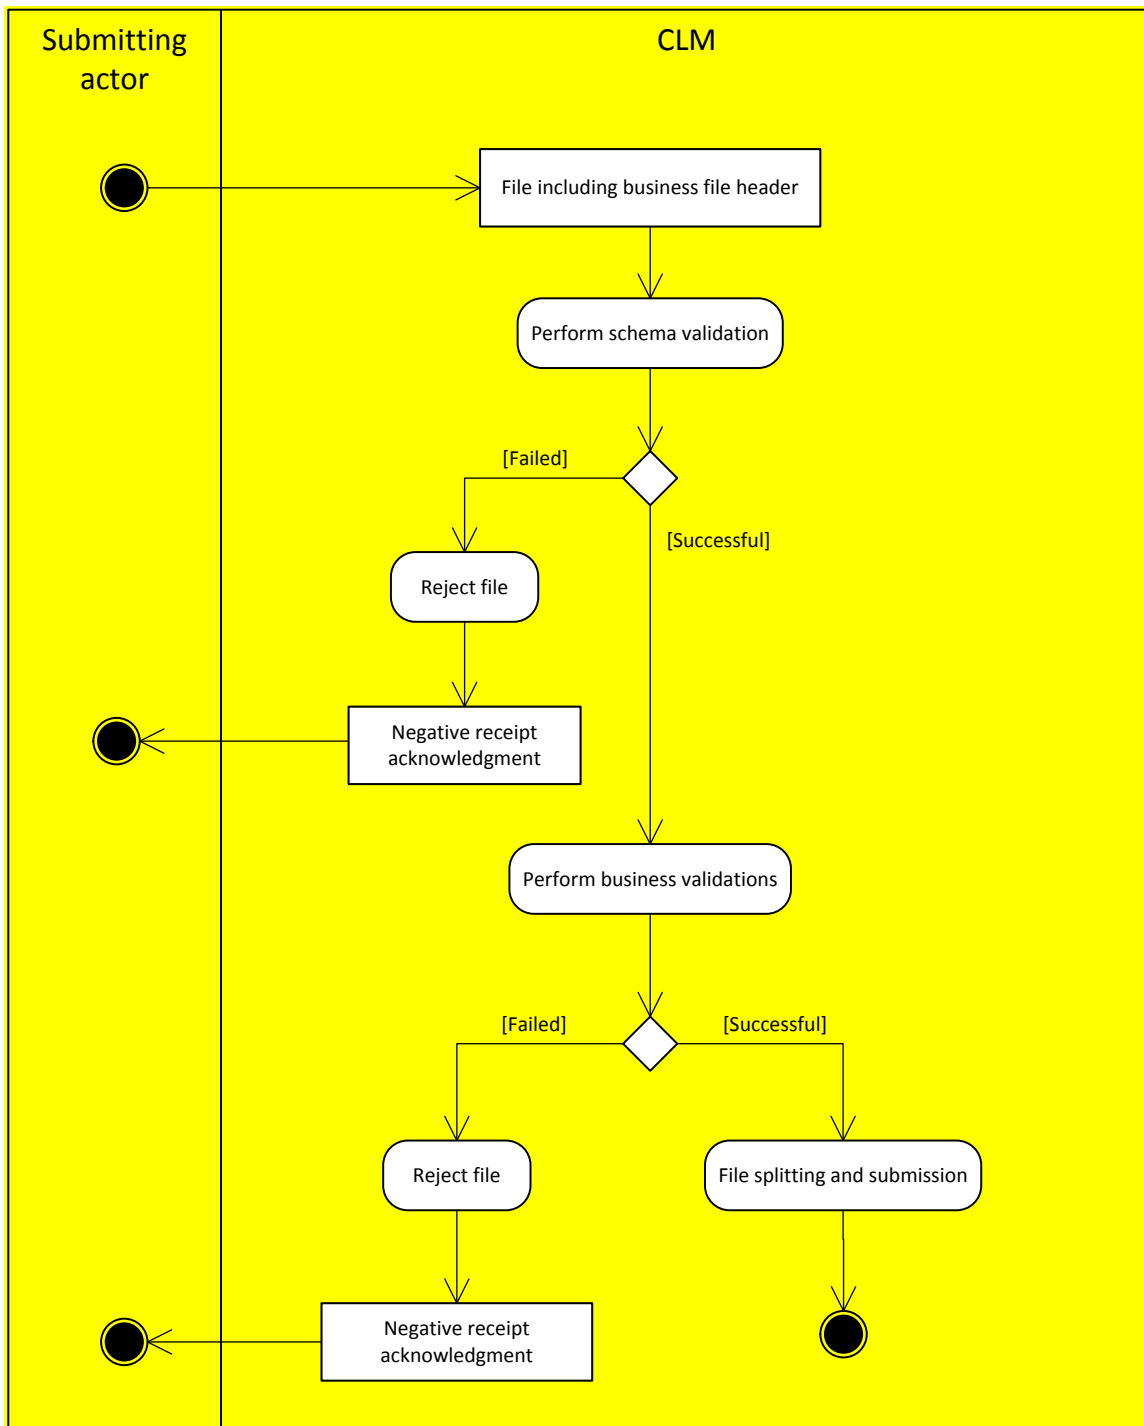 Submitting
actor
CLM
File including business file header
Perform schema validation
[Failed]
[Successful]
Reject file
Negative receipt
acknowledgment
Perform business validations
[Failed]
[Successful]
Reject file
File splitting and submission
Negative receipt
acknowledgment